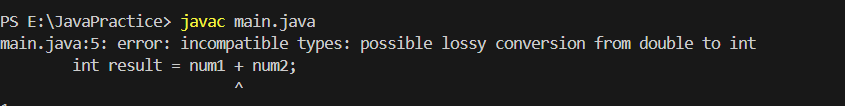 PS E:\JavaPractice> javac main.java
main.java:5: error: incompatible types: possible lossy conversion from double to int
        int result = num1 + num2;
                          ^